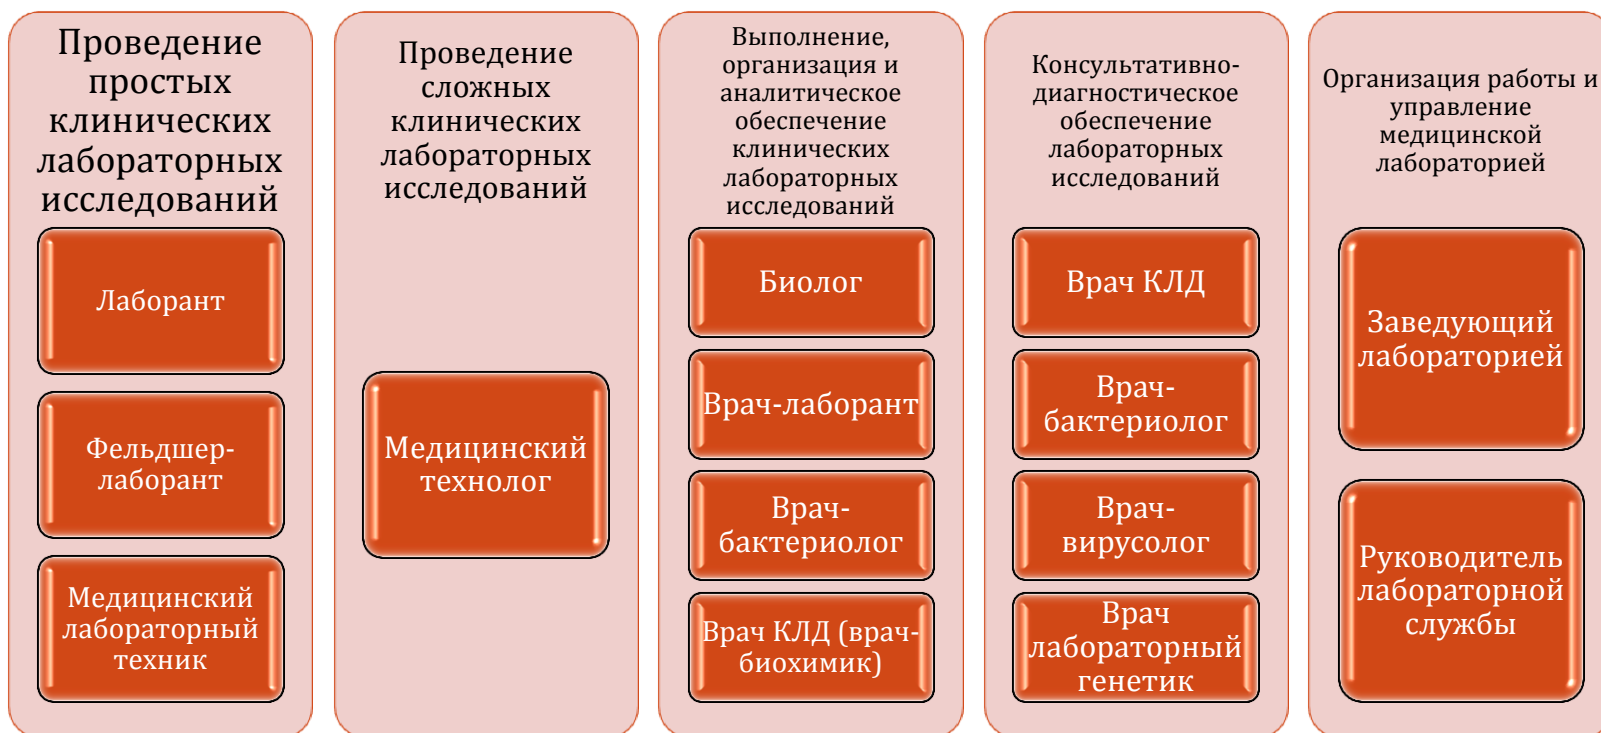 Проведение
простых
клинических
лабораторных
исследований
Лаборант
Фельдшер-
лаборант
Медицинский
лабораторный
техник
Проведение
сложных
клинических
лабораторных
исследований
Медицинский
технолог
Выполнение,
организация и
аналитическое
обеспечение
клинических
лабораторных
исследований
Биолог
Врач-лаборант
Врач-
бактериолог
Врач КЛД (врач-
биохимик)
Консультативно-
диагностическое
обеспечение
лабораторных
исследований
Врач КЛД
Врач-
бактериолог
Врач-
вирусолог
Врач
лабораторный
генетик
Организация работы и
управление
медицинской
лабораторией
Заведующий
лабораторией
Руководитель
лабораторной
службы